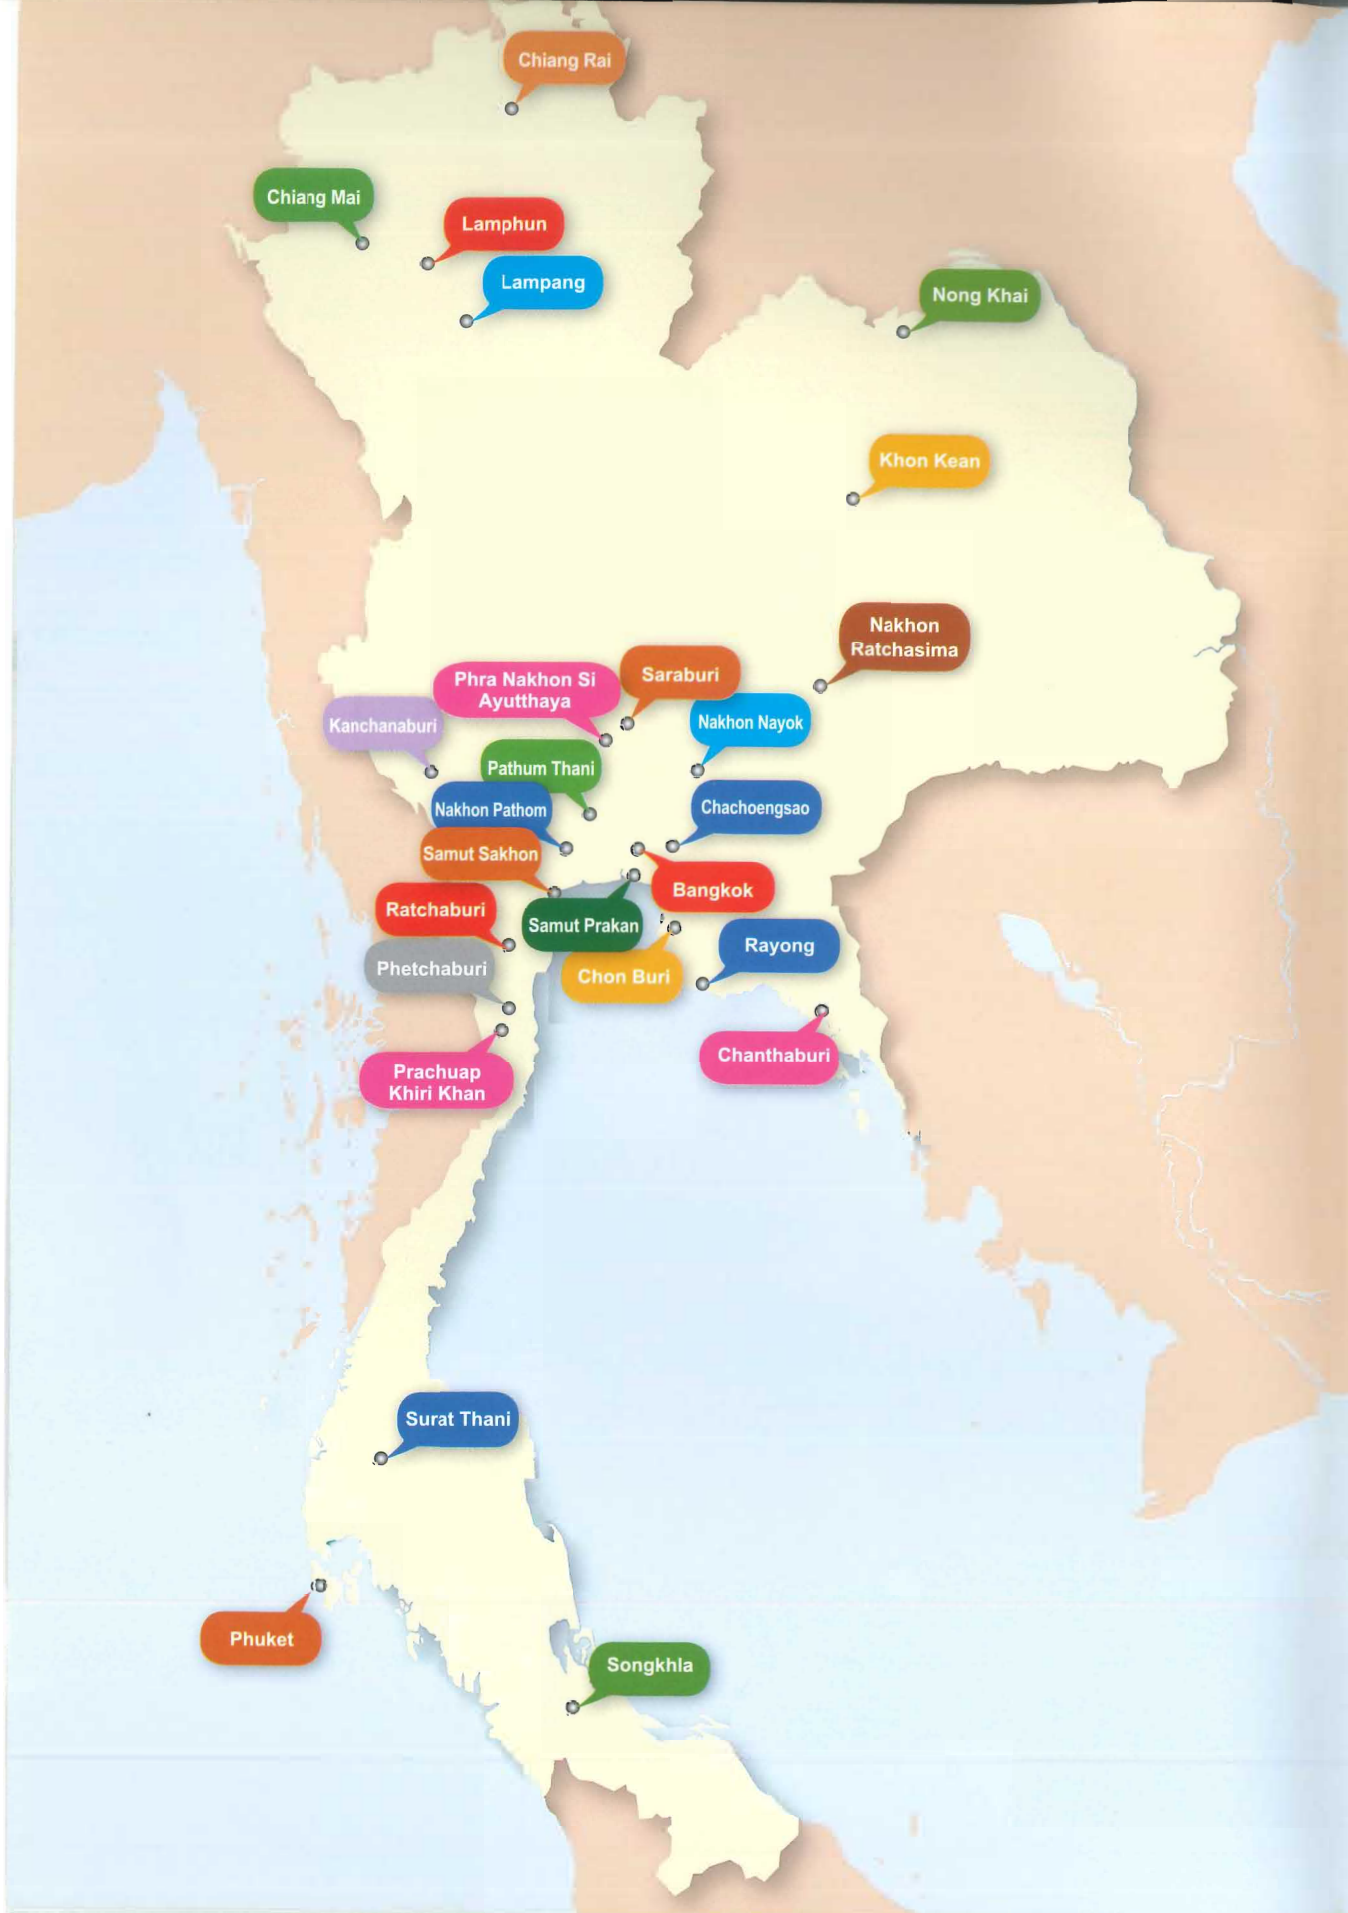 Chiang Rai
Chiang Mai
Lamphun
Lampang
Nong Khai
Khon Kean
Nakhon
Ratchasima
Phra Nakhon Si
Ayutthaya
Saraburi
Kanchanaburi
Nakhon Nayok
Pathum Thani
Nakhon Pathom
Chachoengsao
Samut Sakhon
Bangkok
Ratchaburi
Samut Prakan
Rayong
Phetchaburi
Chon Buri
Chanthaburi
Prachuap
Khiri Khan
Surat Thani
Phuket
Songkhla